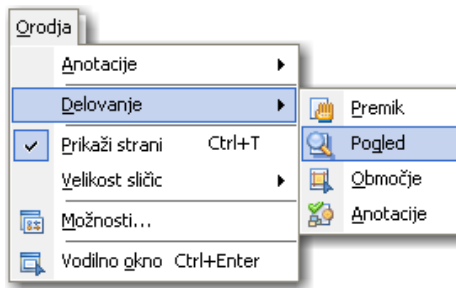 Orodja
Anotacije
Delovanje
Prikaži strani Ctrl+T
Velikost sličic
Možnosti...
Vodilno okno Ctrl+Enter
Premik
Pogled
Območje
Anotacije